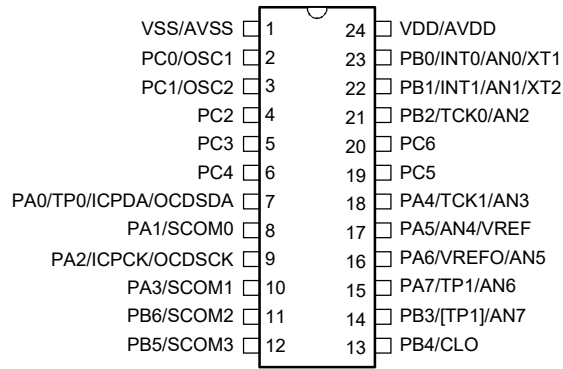 VSS/AVSS 1 24 VDD/AVDD
PC0/OSC1 2 23 PB0/INT0/AN0/XT1
PC1/OSC2 3 22 PB1/INT1/AN1/XT2
PC2 4 21 PB2/TCK0/AN2
PC3 5 20 PC6
PC4 6 19 PC5
PA0/TP0/ICPDA/OCDSDA 7 18 PA4/TCK1/AN3
PA1/SCOM0 8 17 PA5/AN4/VREF
PA2/ICPCK/OCDSCK 9 16 PA6/VREFO/AN5
PA3/SCOM1 10 15 PA7/TP1/AN6
PB6/SCOM2 11 14 PB3/[TP1]/AN7
PB5/SCOM3 12 13 PB4/CLO